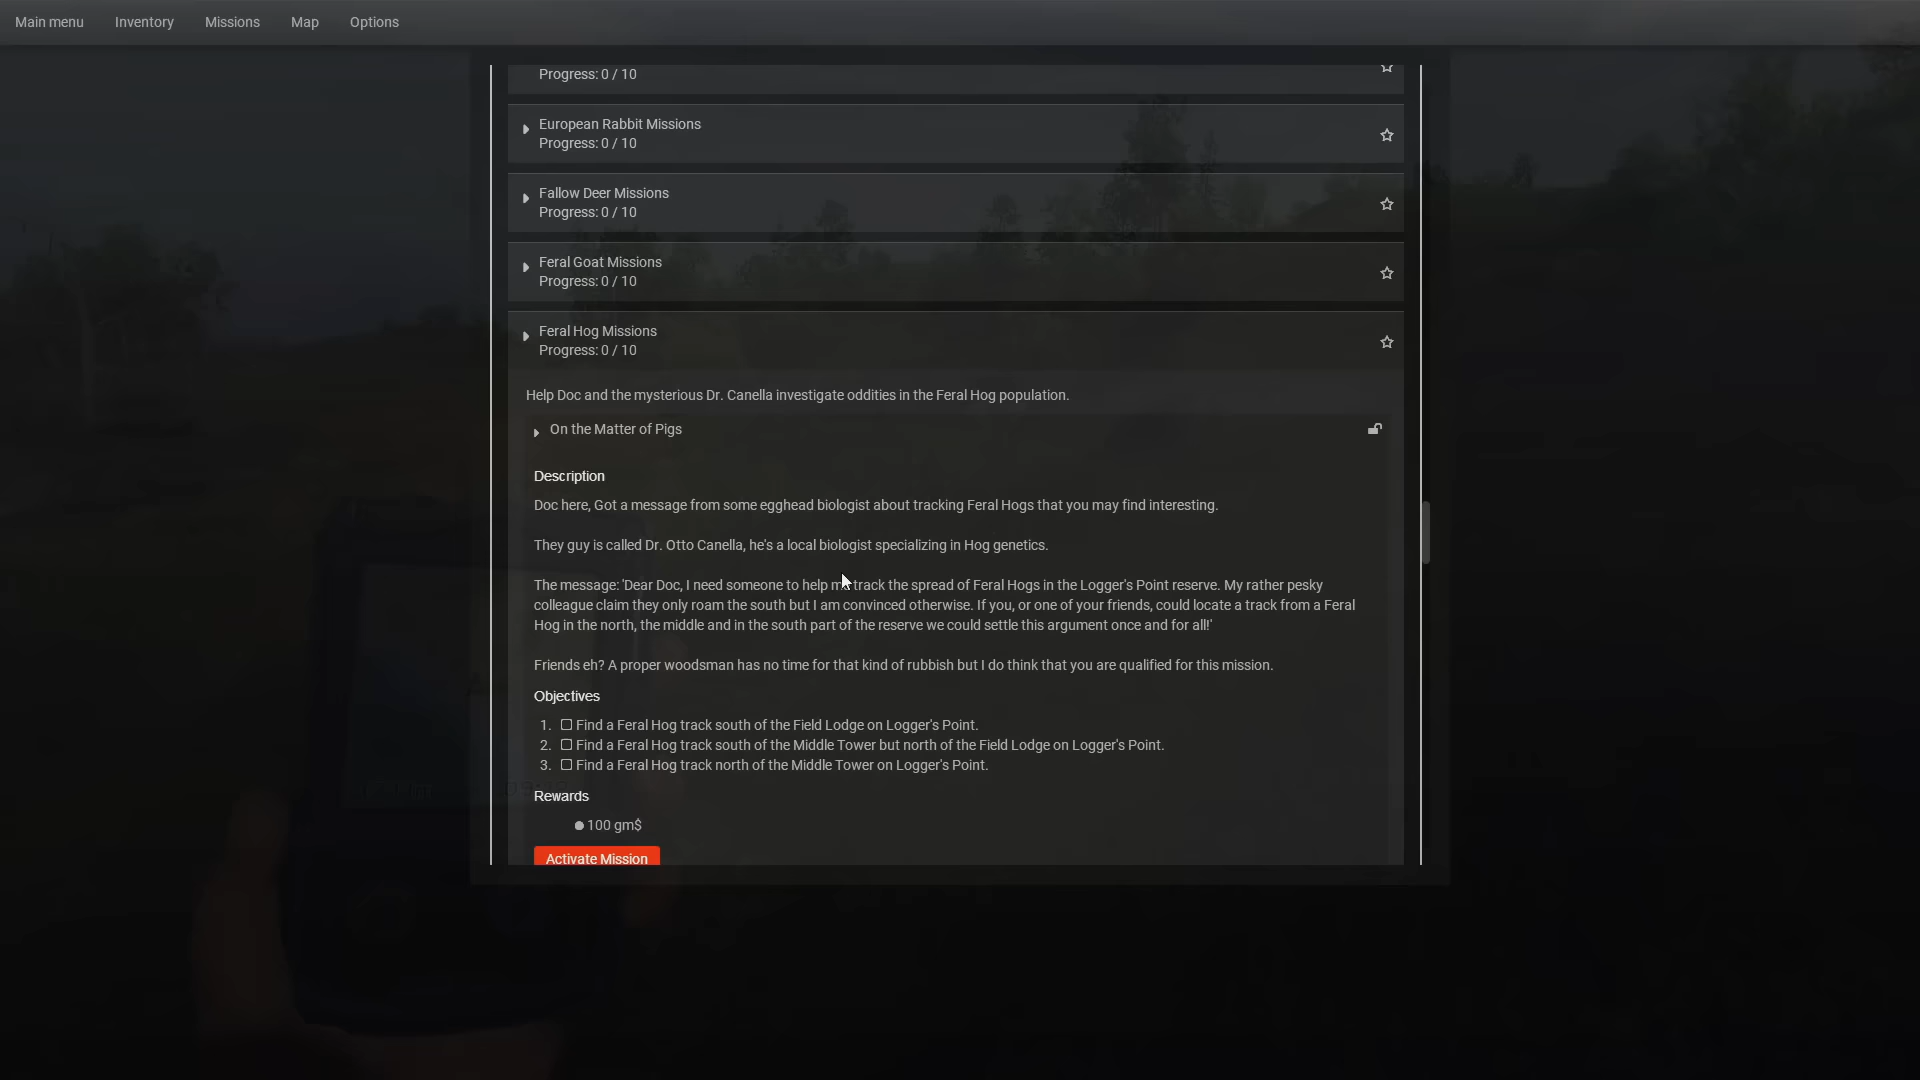 Main menu Inventory Missions Map Options
Progress: 0 / 10
European Rabbit Missions
Progress: 0 / 10
Fallow Deer Missions
Progress: 0 / 10
Feral Goat Missions
Progress: 0 / 10
Feral Hog Missions
Progress: 0 / 10
Help Doc and the mysterious Dr. Canella investigate oddities in the Feral Hog population.
On the Matter of Pigs
Description
Doc here, Got a message from some egghead biologist about tracking Feral Hogs that you may find interesting.
They guy is called Dr. Otto Canella, he's a local biologist specializing in Hog genetics.
The message: 'Dear Doc, I need someone to help me track the spread of Feral Hogs in the Logger's Point reserve. My rather pesky
colleague claim they only roam the south but I am convinced otherwise. If you, or one of your friends, could locate a track from a Feral
Hog in the north, the middle and in the south part of the reserve we could settle this argument once and for all!'
Friends eh? A proper woodsman has no time for that kind of rubbish but I do think that you are qualified for this mission.
Objectives
1. Find a Feral Hog track south of the Field Lodge on Logger's Point.
2. Find a Feral Hog track south of the Middle Tower but north of the Field Lodge on Logger's Point.
3. Find a Feral Hog track north of the Middle Tower on Logger's Point.
Rewards
100 gm$
Activate Mission